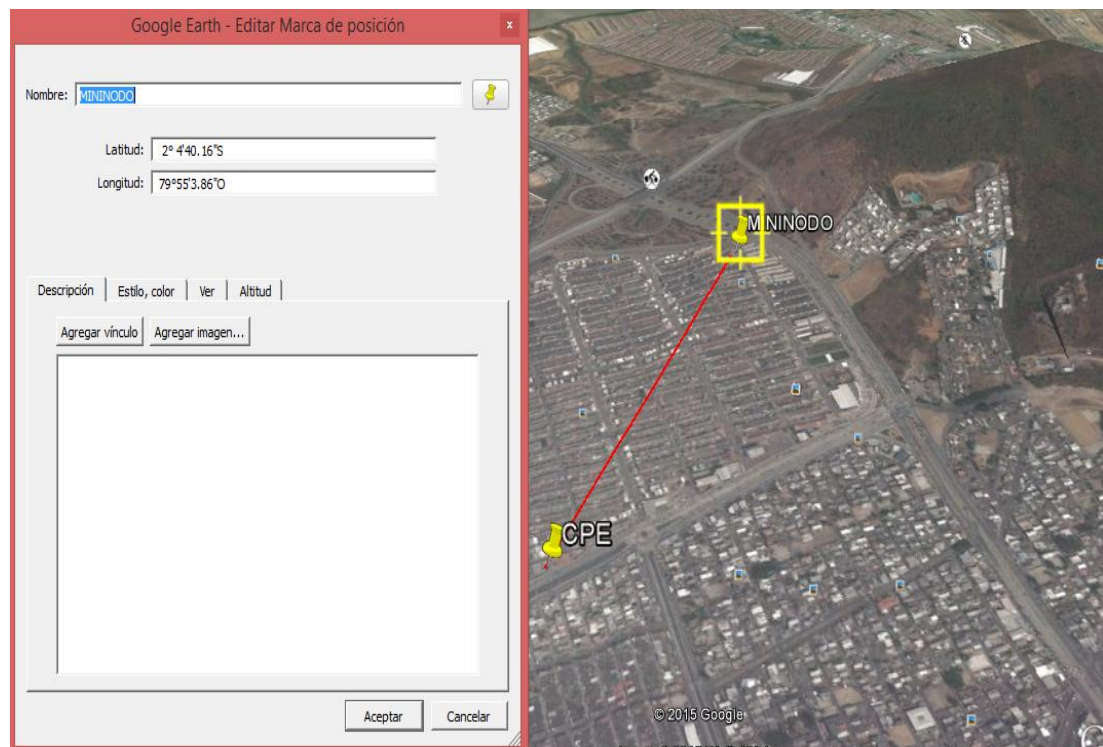 Google Earth - Editar Marca de posición
x
Nombre: MININODO
Latitud: 2° 4'40.16"S
Longitud: 79°55'3.86"O
Descripción Estilo, color Ver Altitud
Agregar vínculo Agregar imagen...
Aceptar Cancelar
MININODO
CPE
© 2015 Google